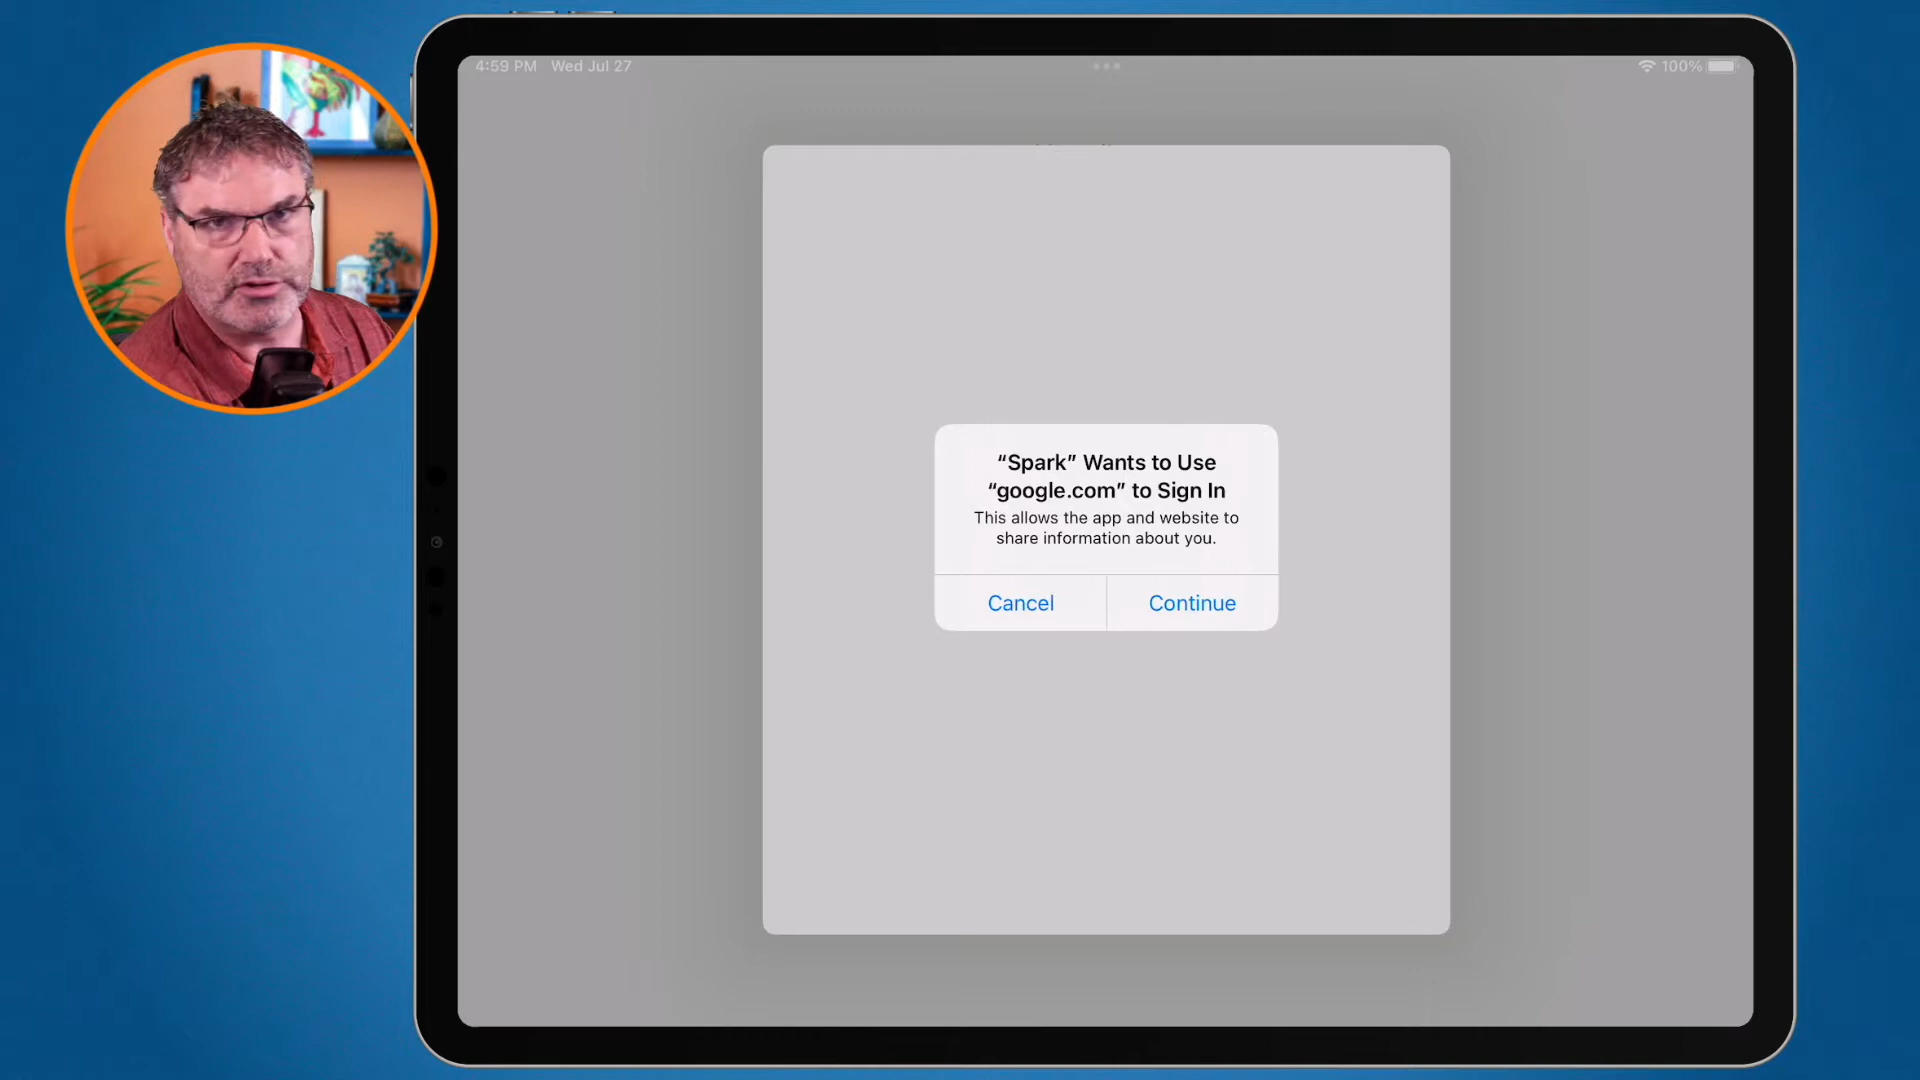 4:59 PM Wed Jul 27
100%
“Spark” Wants to Use
“google.com” to Sign In
This allows the app and website to
share information about you.
Cancel
Continue